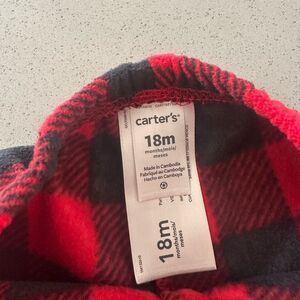 carter's
18m
months/mois/
meses
Made in Cambodia
Fabriqué au Cambodge
Hecho en Camboya
18m
months/mois/
meses